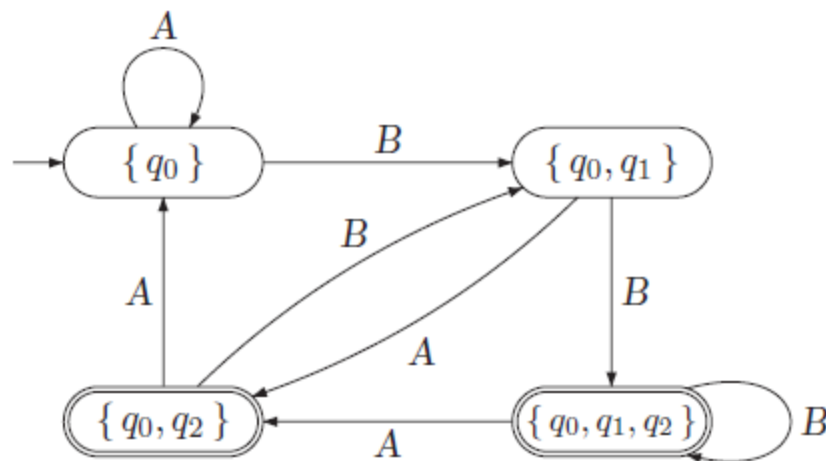 A
{ q₀ } B { q₀, q₁ }
B
A B
A
{ q₀, q₂ } { q₀, q₁, q₂ } B
A